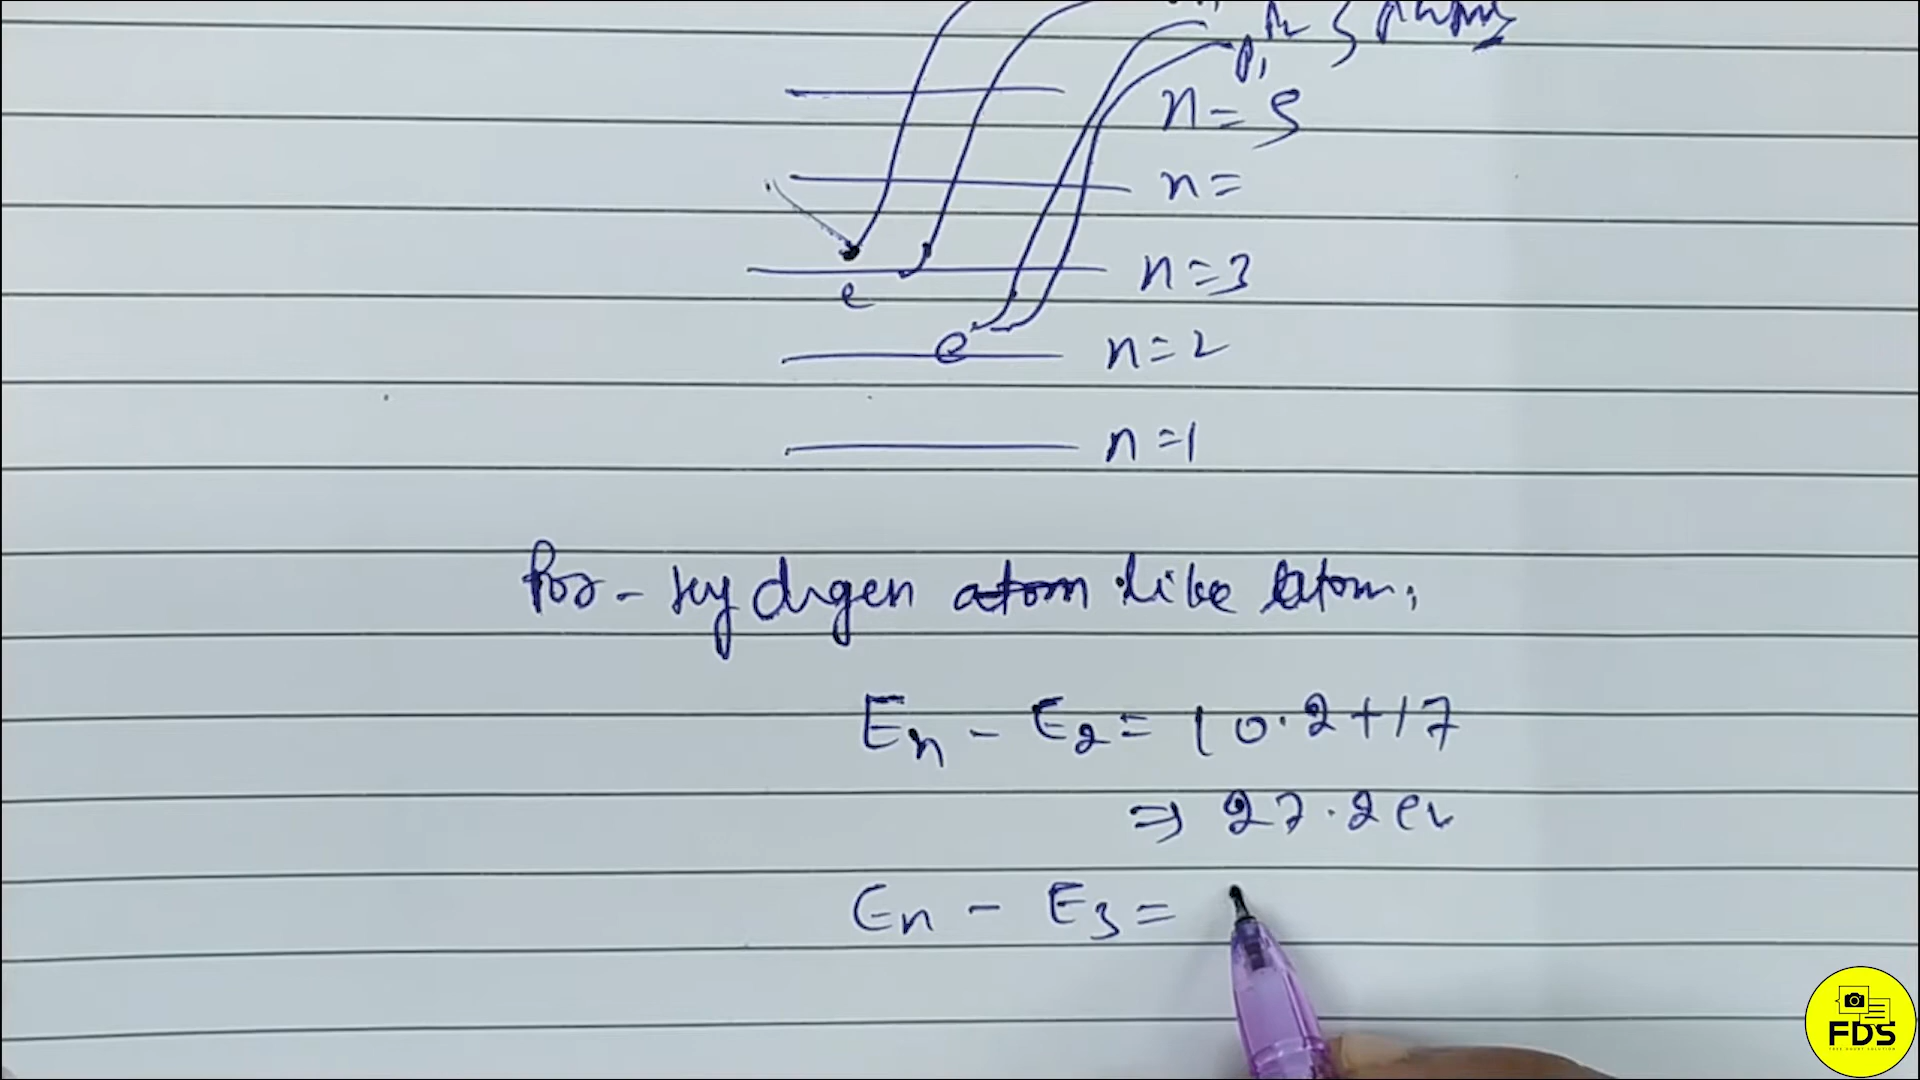 n = 5
n =
n = 3
e
e n = 2
n = 1
For - hydrogen atom like atom,
En - E2 = 10.2 + 17
⇒ 27.2 ev
En - E3 =
FDS